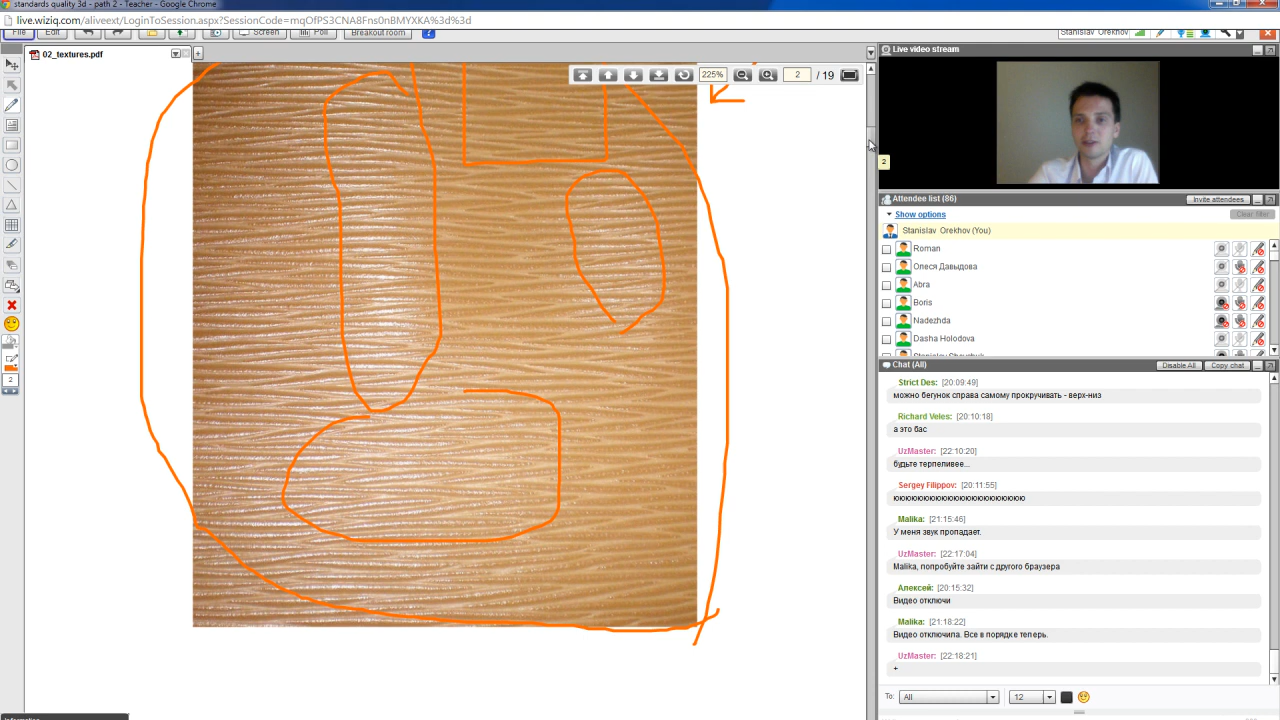 standards quality 3d - path 2 - Teacher - Google Chrome
live.wiziq.com/aliveext/LoginToSession.aspx?SessionCode=mqOfPS3CNA8Fns0nBMYXKA%3d%3d
File Edit Screen Poll Breakout room ? Stanislav Orekhov
02_textures.pdf
225% 2 / 19
2
Live video stream
2
Attendee list (86) Invite attendees
Show options Clear filter
Stanislav Orekhov (You)
Roman
Олеся Давыдова
Abra
Boris
Nadezhda
Dasha Holodova
Chat (All) Disable All Copy chat
Strict Des: [20:09:49]
можно бегунок справа самому прокручивать - верх-низ
Richard Veles: [20:10:18]
а это бас
UzMaster: [22:10:20]
будьте терпеливее...
Sergey Filippov: [20:11:55]
Malika: [21:15:46]
У меня звук пропадает.
UzMaster: [22:17:04]
Malika, попробуйте зайти с другого браузера
Алексей: [20:15:32]
Видео отключи
Malika: [21:18:22]
Видео отключила. Все в порядке теперь.
UzMaster: [22:18:21]
+
To: All 12